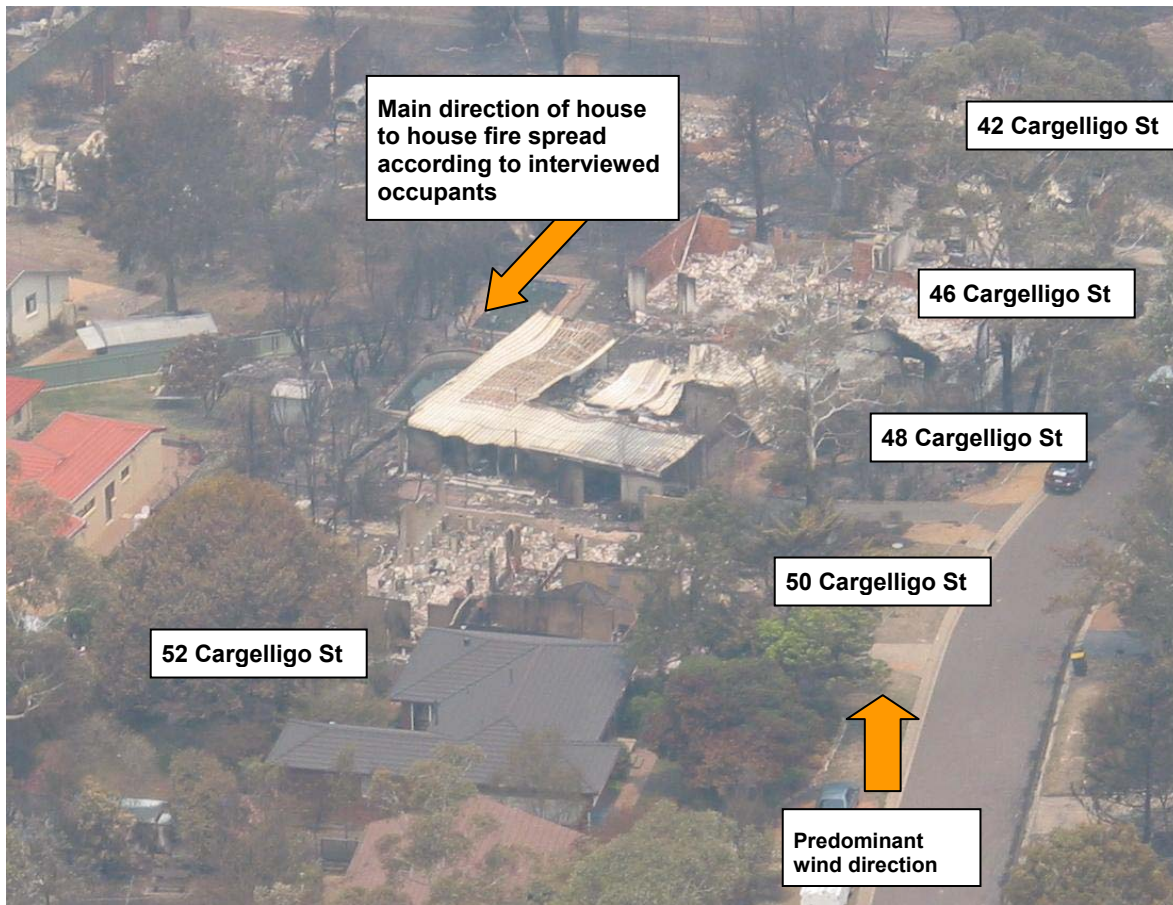 Main direction of house
to house fire spread
according to interviewed
occupants
42 Cargelligo St
46 Cargelligo St
48 Cargelligo St
50 Cargelligo St
52 Cargelligo St
Predominant
wind direction